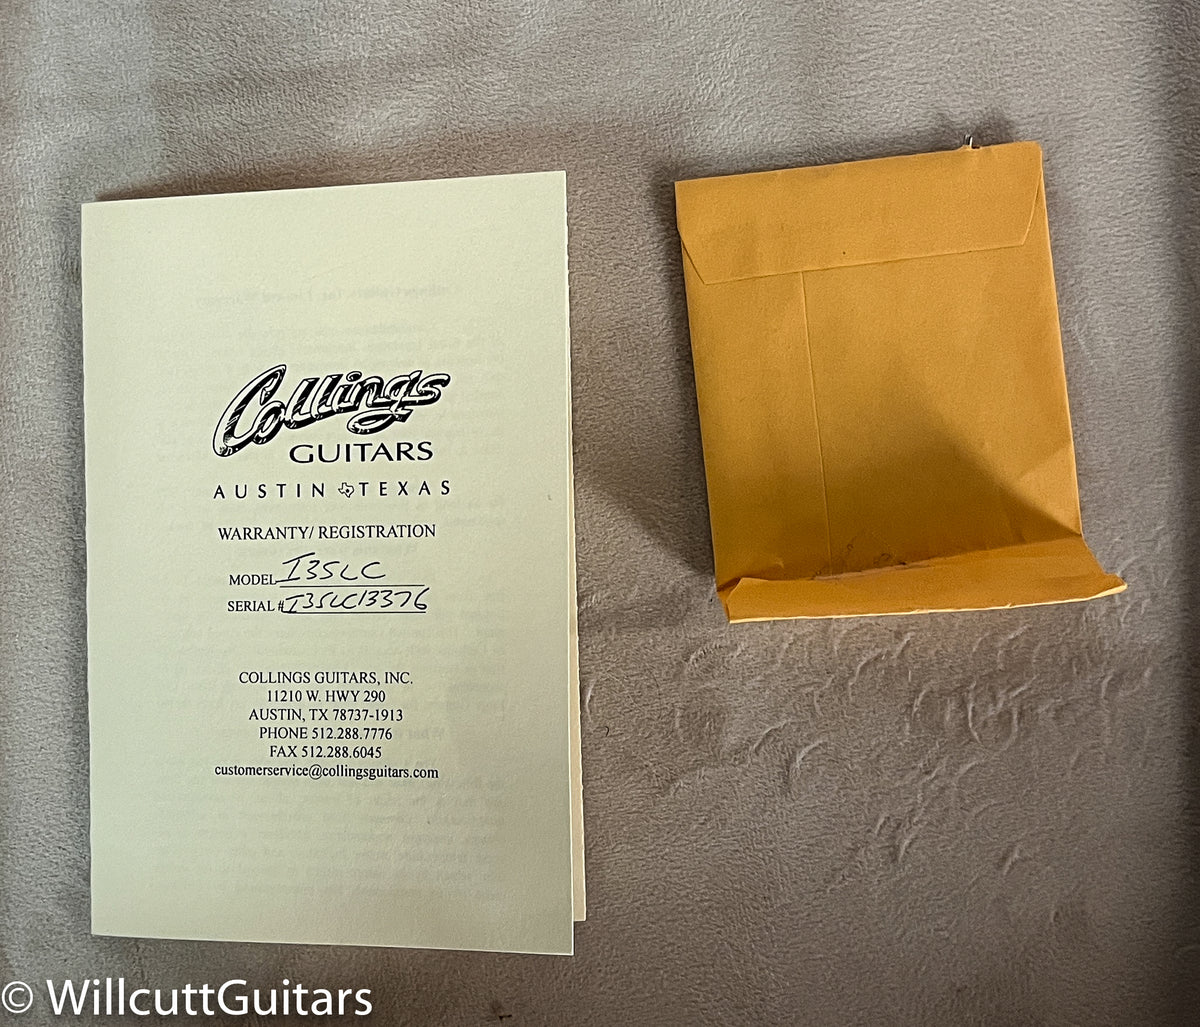 Collings
GUITARS
AUSTIN TEXAS
WARRANTY/ REGISTRATION
MODEL I35LC
SERIAL # I35LC13376
COLLINGS GUITARS, INC.
11210 W. HWY 290
AUSTIN, TX 78737-1913
PHONE 512.288.7776
FAX 512.288.6045
customerservice@collingsguitars.com
© WillcuttGuitars